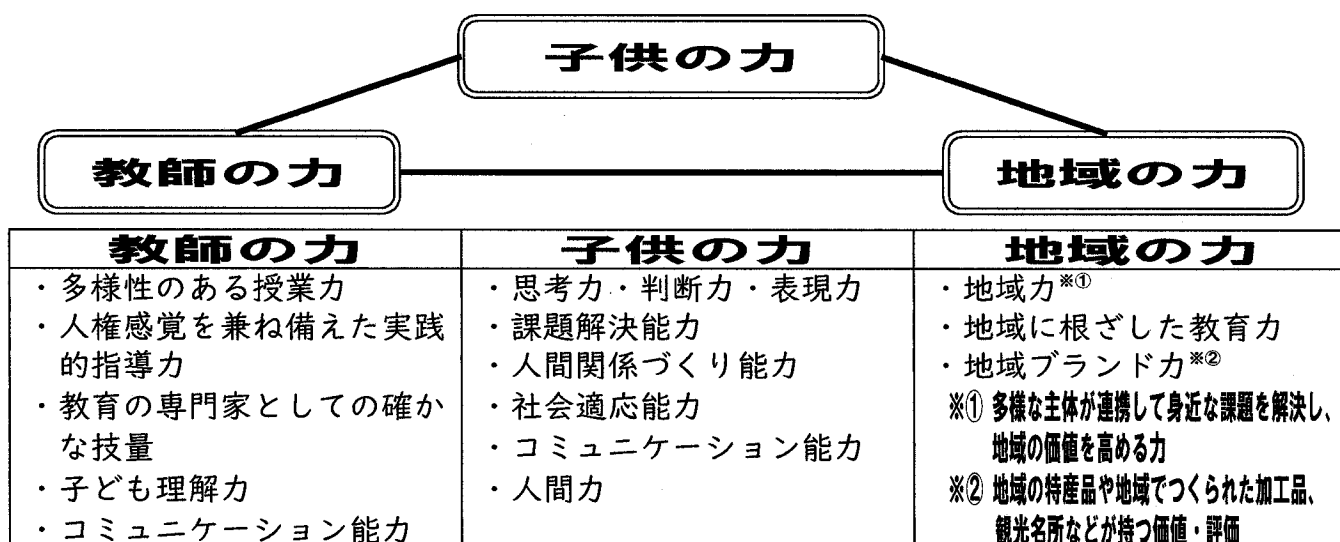 子供の力
教師の力
地域の力
教師の力
・多様性のある授業力
・人権感覚を兼ね備えた実践
的指導力
・教育の専門家としての確か
な技量
・子ども理解力
・コミュニケーション能力
子供の力
・思考力・判断力・表現力
・課題解決能力
・人間関係づくり能力
・社会適応能力
・コミュニケーション能力
・人間力
地域の力
・地域力※①
・地域に根ざした教育力
・地域ブランド力※②
※① 多様な主体が連携して身近な課題を解決し、
地域の価値を高める力
※② 地域の特産品や地域でつくられた加工品、
観光名所などが持つ価値・評価